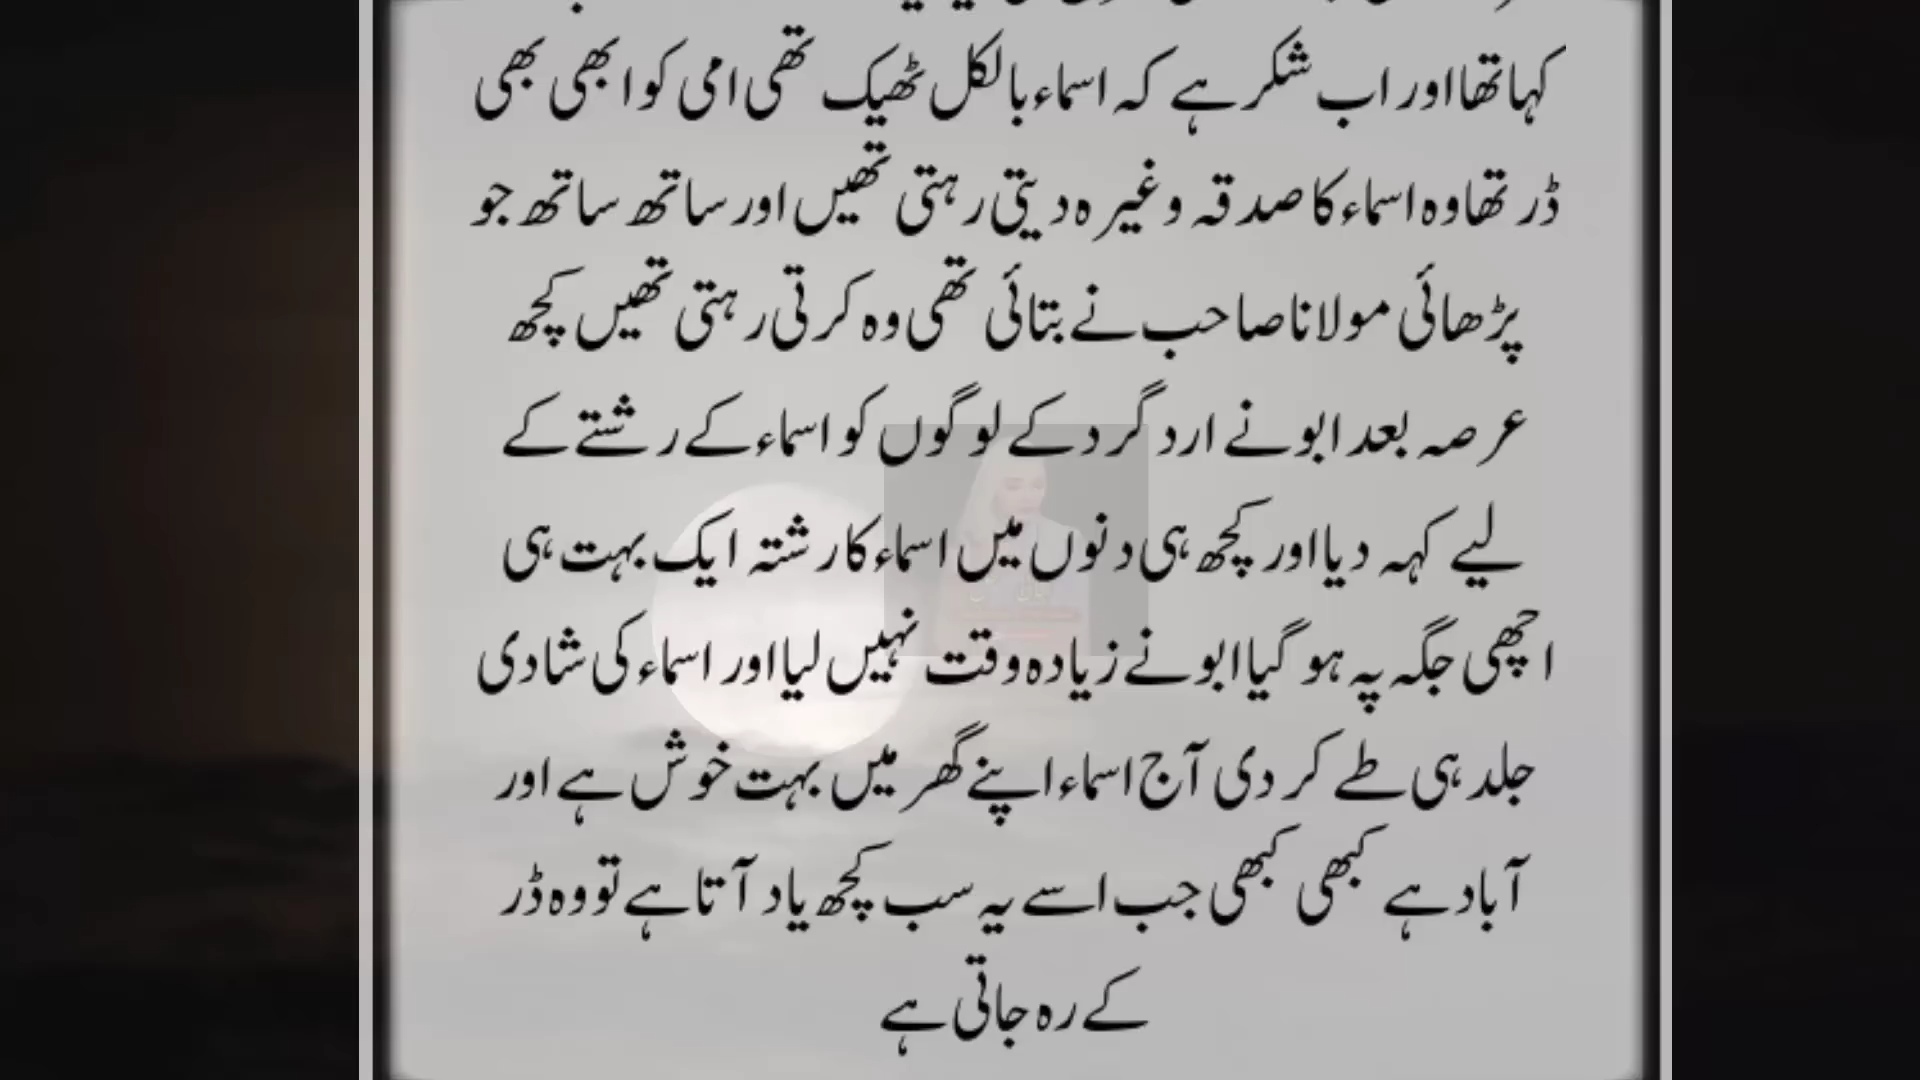 کہا تھا اور اب شکر ہے کہ اسماء بالکل ٹھیک تھی امی کو ابھی بھی
ڈر تھا وہ اسماء کا صدقہ وغیرہ دیتی رہتی تھیں اور ساتھ ساتھ جو
پڑھائی مولانا صاحب نے بتائی تھی وہ کرتی رہتی تھیں کچھ
عرصہ بعد ابو نے ارد گرد کے لوگوں کو اسماء کے رشتے کے
لیے کہہ دیا اور کچھ ہی دنوں میں اسماء کا رشتہ ایک بہت ہی
اچھی جگہ پہ ہو گیا ابو نے زیادہ وقت نہیں لیا اور اسماء کی شادی
جلد ہی طے کر دی آج اسماء اپنے گھر میں بہت خوش ہے اور
آباد ہے کبھی کبھی جب اسے یہ سب کچھ یاد آتا ہے تو وہ ڈر
کے رہ جاتی ہے